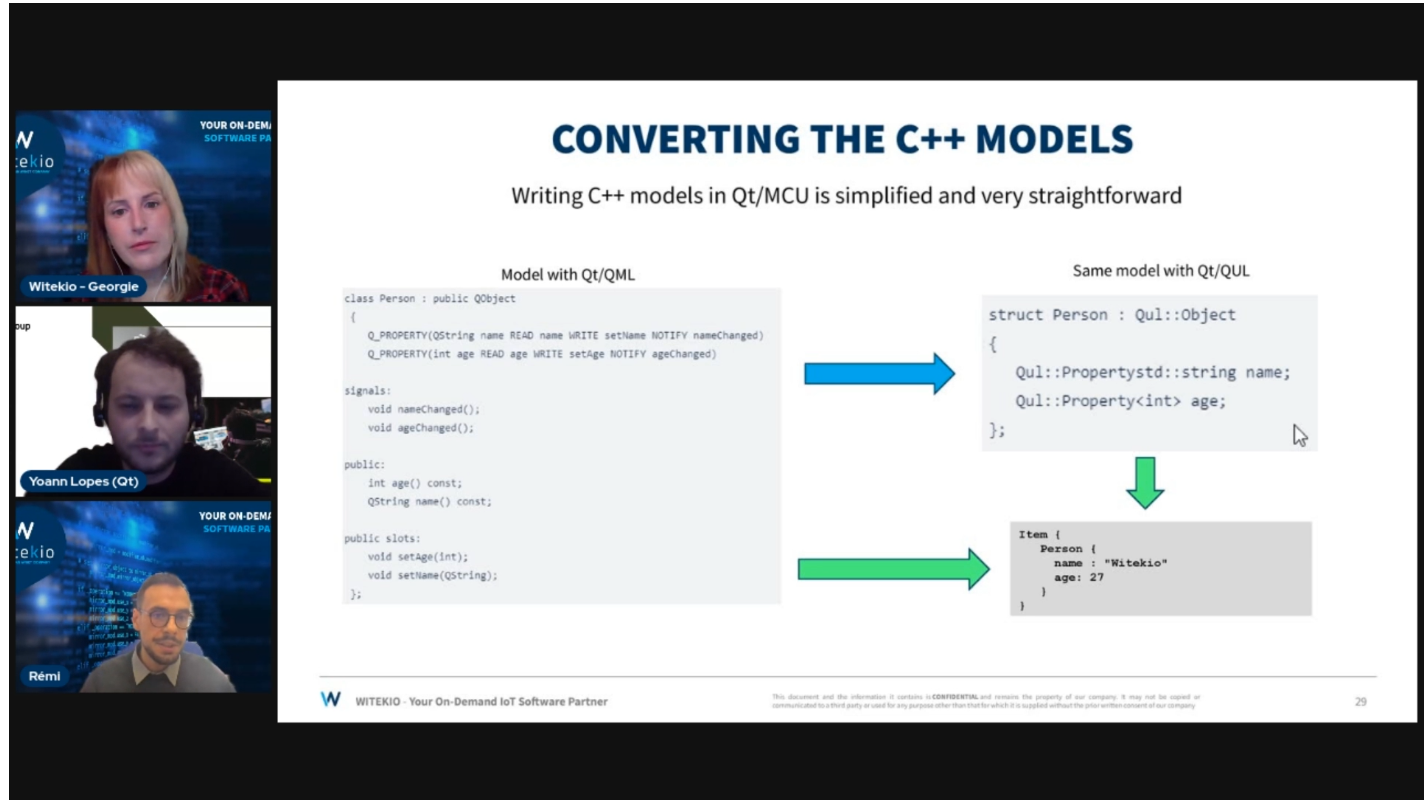 YOUR ON-DEMA
SOFTWARE PA
W
tekio
Witekio – Georgie
oup
Yoann Lopes (Qt)
YOUR ON-DEMA
SOFTWARE PA
W
tekio
Rémi
CONVERTING THE C++ MODELS
Writing C++ models in Qt/MCU is simplified and very straightforward
Model with Qt/QML
class Person : public QObject
{
Q_PROPERTY(QString name READ name WRITE setName NOTIFY nameChanged)
Q_PROPERTY(int age READ age WRITE setAge NOTIFY ageChanged)
signals:
void nameChanged();
void ageChanged();
public:
int age() const;
QString name() const;
public slots:
void setAge(int);
void setName(QString);
};
Same model with Qt/QUL
struct Person : Qul::Object
{
Qul::Propertystd::string name;
Qul::Property<int> age;
};
Item {
Person {
name : "Witekio"
age: 27
}
}
W WITEKIO - Your On-Demand IoT Software Partner
This document and the information it contains is CONFIDENTIAL and remains the property of our company. It may not be copied or
communicated to a third party or used for any purpose other than that for which it is supplied without the prior written consent of our company
29